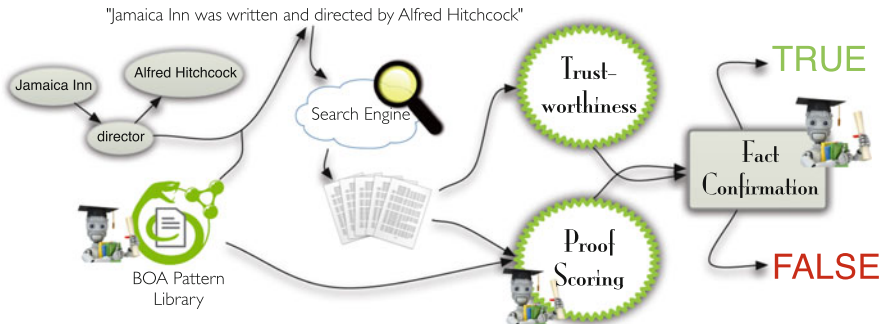 "Jamaica Inn was written and directed by Alfred Hitchcock"
Jamaica Inn
Alfred Hitchcock
director
Search Engine
BOA Pattern
Library
Trust-
worthiness
Proof
Scoring
Fact
Confirmation
TRUE
FALSE